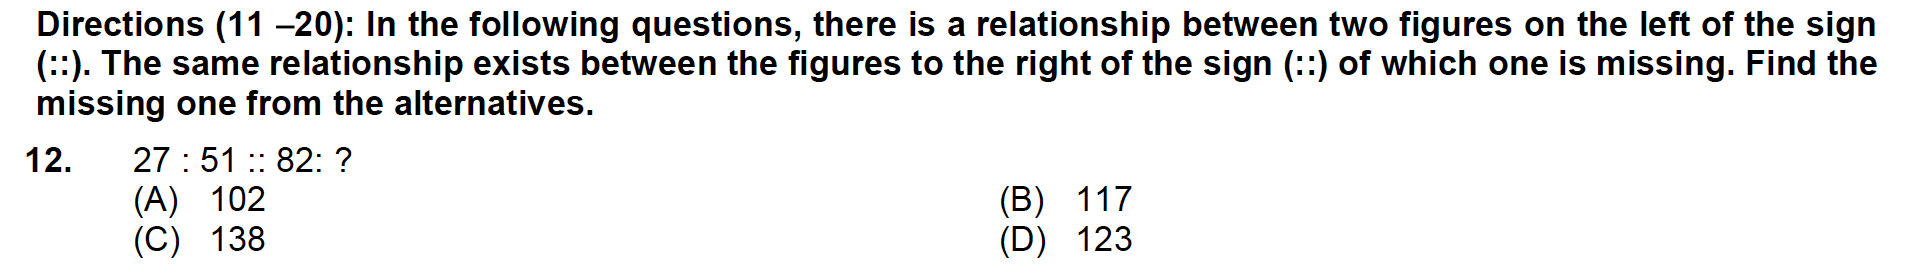 Directions (11 –20): In the following questions, there is a relationship between two figures on the left of the sign
(::). The same relationship exists between the figures to the right of the sign (::) of which one is missing. Find the
missing one from the alternatives.
12. 27 : 51 :: 82: ?
(A) 102 (B) 117
(C) 138 (D) 123